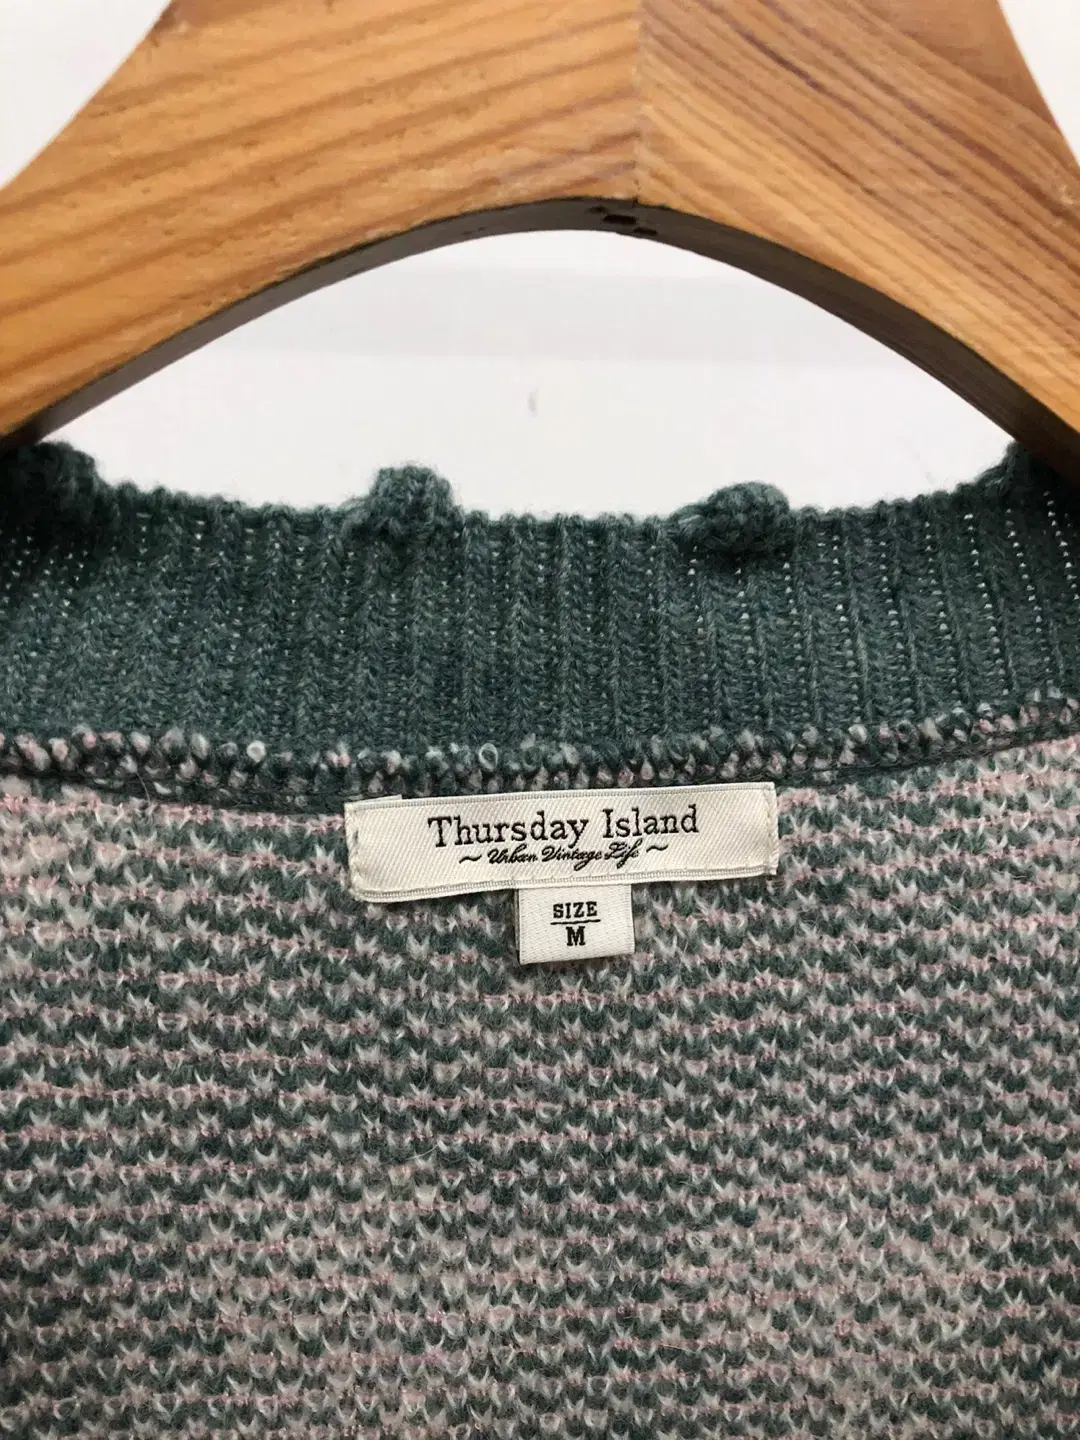 Thursday Island
~ Urban Vintage Life ~
SIZE
M